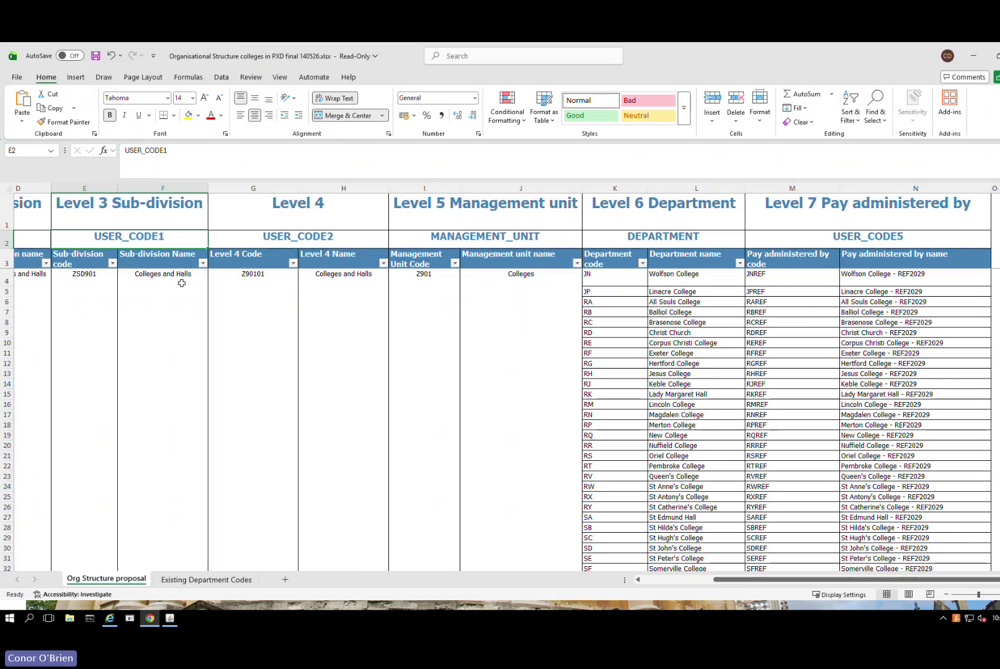 AutoSave Off Organisational Structure colleges in PXD final 140526.xlsx - Read-Only Search CO
File Home Insert Draw Page Layout Formulas Data Review View Automate Help Comments
Cut
Copy
Format Painter
Paste
Clipboard
Tahoma 14
B I U
Font
Wrap Text
Merge & Center
Alignment
General
Number
Conditional Formatting
Format as Table
Normal Bad
Good Neutral
Styles
Insert Delete Format
Cells
AutoSum
Fill
Clear
Sort & Filter
Find & Select
Editing
Sensitivity
Sensitivity
Add-ins
Add-ins
E2 fx USER_CODE1
D E F G H I J K L M N O
1 sion Level 3 Sub-division Level 4 Level 5 Management unit Level 6 Department Level 7 Pay administered by
2 USER_CODE1 USER_CODE2 MANAGEMENT_UNIT DEPARTMENT USER_CODE5
3 n name Sub-division code Sub-division Name Level 4 Code Level 4 Name Management Unit Code Management unit name Department code Department name Pay administered by code Pay administered by name
4 s and Halls ZSD901 Colleges and Halls Z90101 Colleges and Halls Z901 Colleges JN Wolfson College JNREF Wolfson College - REF2029
5 JP Linacre College JPREF Linacre College - REF2029
6 RA All Souls College RAREF All Souls College - REF2029
7 RB Balliol College RBREF Balliol College - REF2029
8 RC Brasenose College RCREF Brasenose College - REF2029
9 RD Christ Church RDREF Christ Church - REF2029
10 RE Corpus Christi College REREF Corpus Christi College - REF2029
11 RF Exeter College RFREF Exeter College - REF2029
12 RG Hertford College RGREF Hertford College - REF2029
13 RH Jesus College RHREF Jesus College - REF2029
14 RJ Keble College RJREF Keble College - REF2029
15 RK Lady Margaret Hall RKREF Lady Margaret Hall - REF2029
16 RM Lincoln College RMREF Lincoln College - REF2029
17 RN Magdalen College RNREF Magdalen College - REF2029
18 RP Merton College RPREF Merton College - REF2029
19 RQ New College RQREF New College - REF2029
20 RR Nuffield College RRREF Nuffield College - REF2029
21 RS Oriel College RSREF Oriel College - REF2029
22 RT Pembroke College RTREF Pembroke College - REF2029
23 RV Queen's College RVREF Queen's College - REF2029
24 RW St Anne's College RWREF St Anne's College - REF2029
25 RX St Antony's College RXREF St Antony's College - REF2029
26 RY St Catherine's College RYREF St Catherine's College - REF2029
27 SA St Edmund Hall SAREF St Edmund Hall - REF2029
28 SB St Hilda's College SBREF St Hilda's College - REF2029
29 SC St Hugh's College SCREF St Hugh's College - REF2029
30 SD St John's College SDREF St John's College - REF2029
31 SE St Peter's College SEREF St Peter's College - REF2029
32 SF Somerville College SFREF Somerville College - REF2029
Org Structure proposal Existing Department Codes
Ready Accessibility: Investigate Display Settings
10:
Conor O'Brien